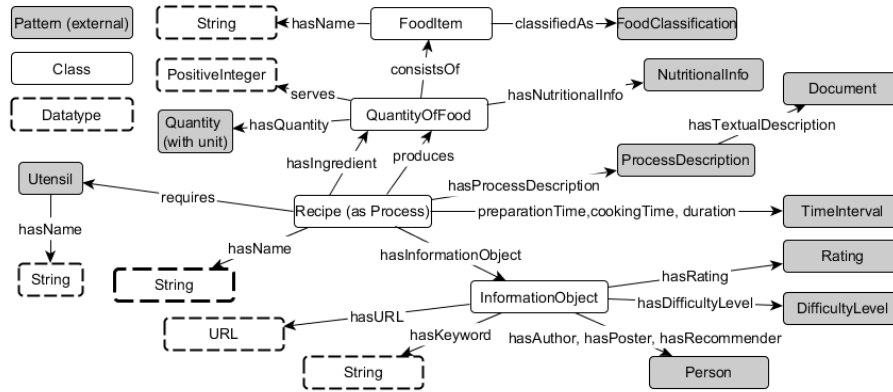 Pattern (external)
String
hasName
FoodItem
classifiedAs
FoodClassification
Class
PositiveInteger
consistsOf
NutritionalInfo
serves
hasNutritionalInfo
Document
Datatype
Quantity
(with unit)
hasQuantity
QuantityOfFood
hasTextualDescription
hasIngredient
produces
ProcessDescription
Utensil
requires
hasProcessDescription
Recipe (as Process)
preparationTime,cookingTime, duration
TimeInterval
hasName
hasName
hasInformationObject
Rating
String
String
hasRating
InformationObject
hasDifficultyLevel
DifficultyLevel
URL
hasURL
hasKeyword
hasAuthor, hasPoster, hasRecommender
String
Person